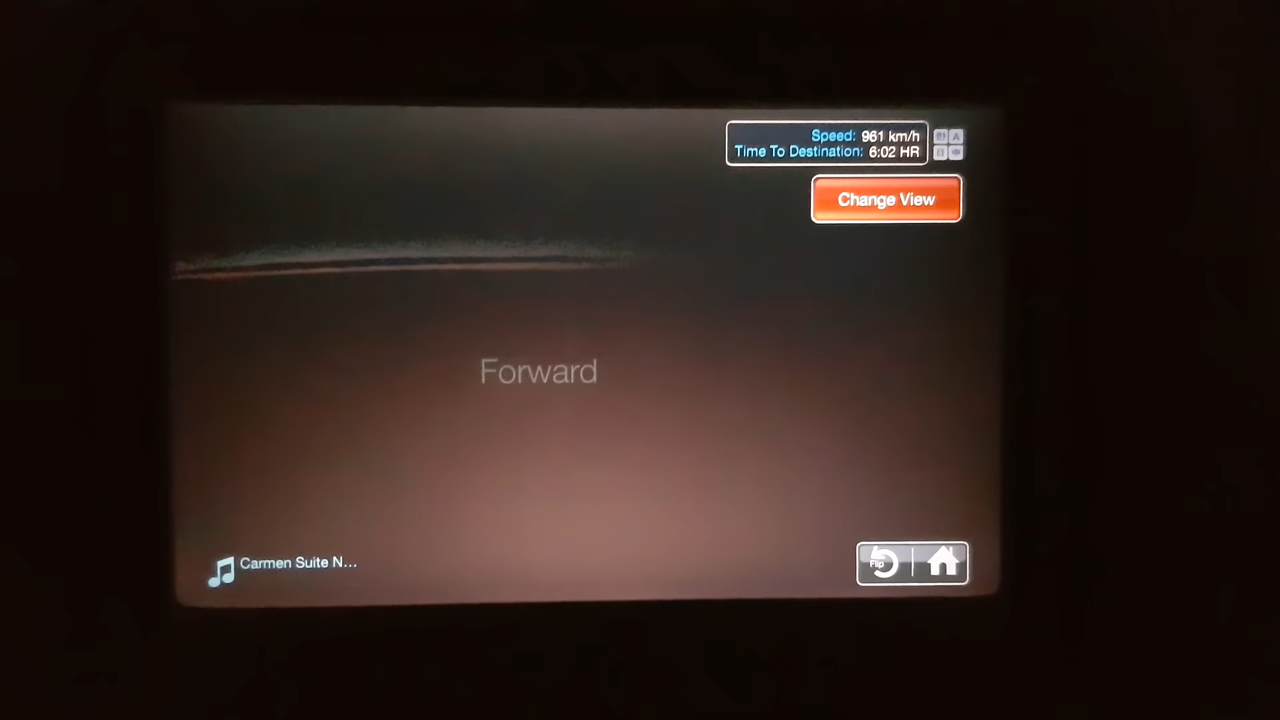 Speed: 961 km/h
Time To Destination: 6:02 HR
Change View
Forward
Carmen Suite N...
Flip